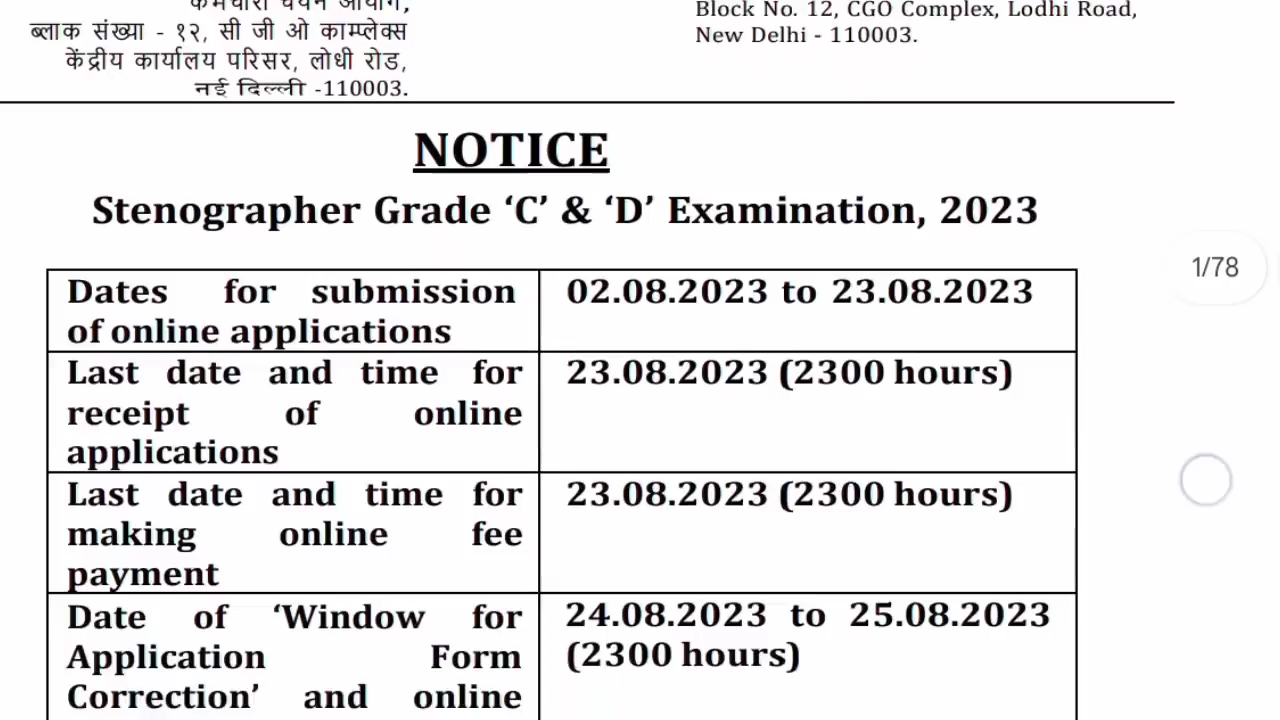 कर्मचारी चयन आयोग,
ब्लाक संख्या - १२, सी जी ओ काम्प्लेक्स
केंद्रीय कार्यालय परिसर, लोधी रोड,
नई दिल्ली -110003.
Block No. 12, CGO Complex, Lodhi Road,
New Delhi - 110003.
NOTICE
Stenographer Grade ‘C’ & ‘D’ Examination, 2023
1/78
Dates for submission
of online applications
02.08.2023 to 23.08.2023
Last date and time for
receipt of online
applications
23.08.2023 (2300 hours)
Last date and time for
making online fee
payment
23.08.2023 (2300 hours)
Date of ‘Window for
Application Form
Correction’ and online
24.08.2023 to 25.08.2023
(2300 hours)